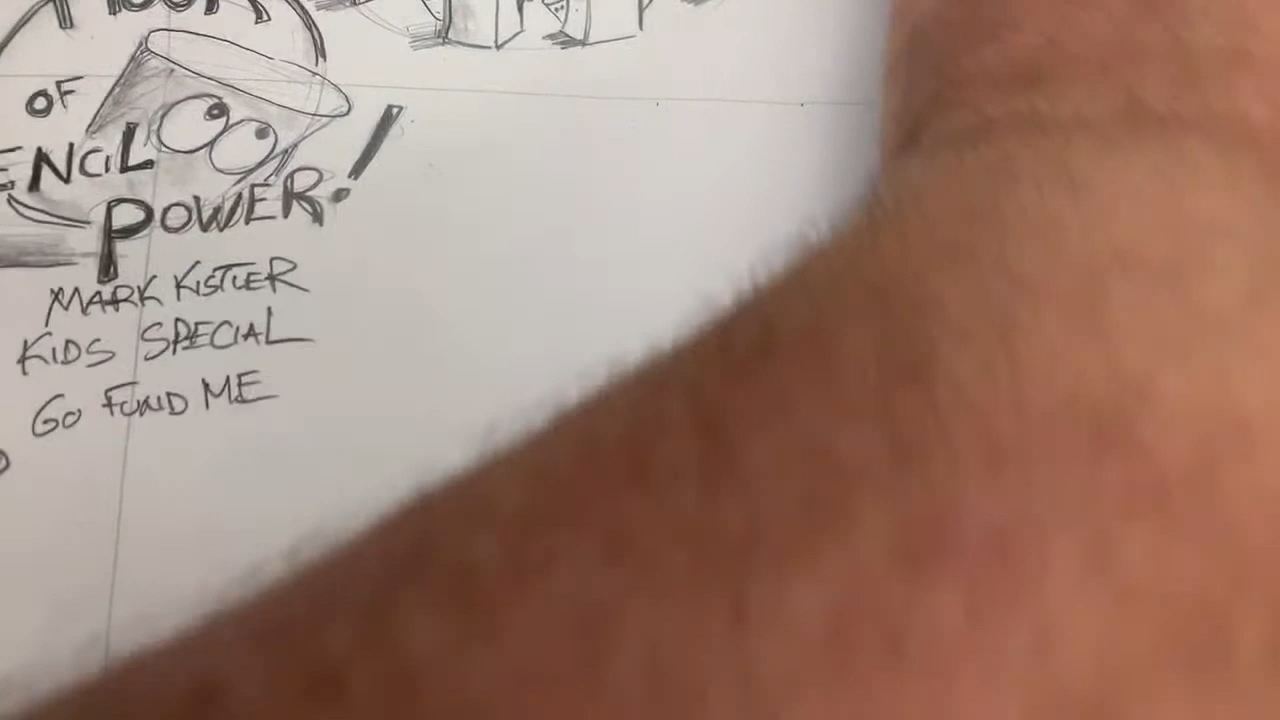 OF
ENCIL
POWER!
MARK KISTLER
KIDS SPECIAL
GO FUND ME